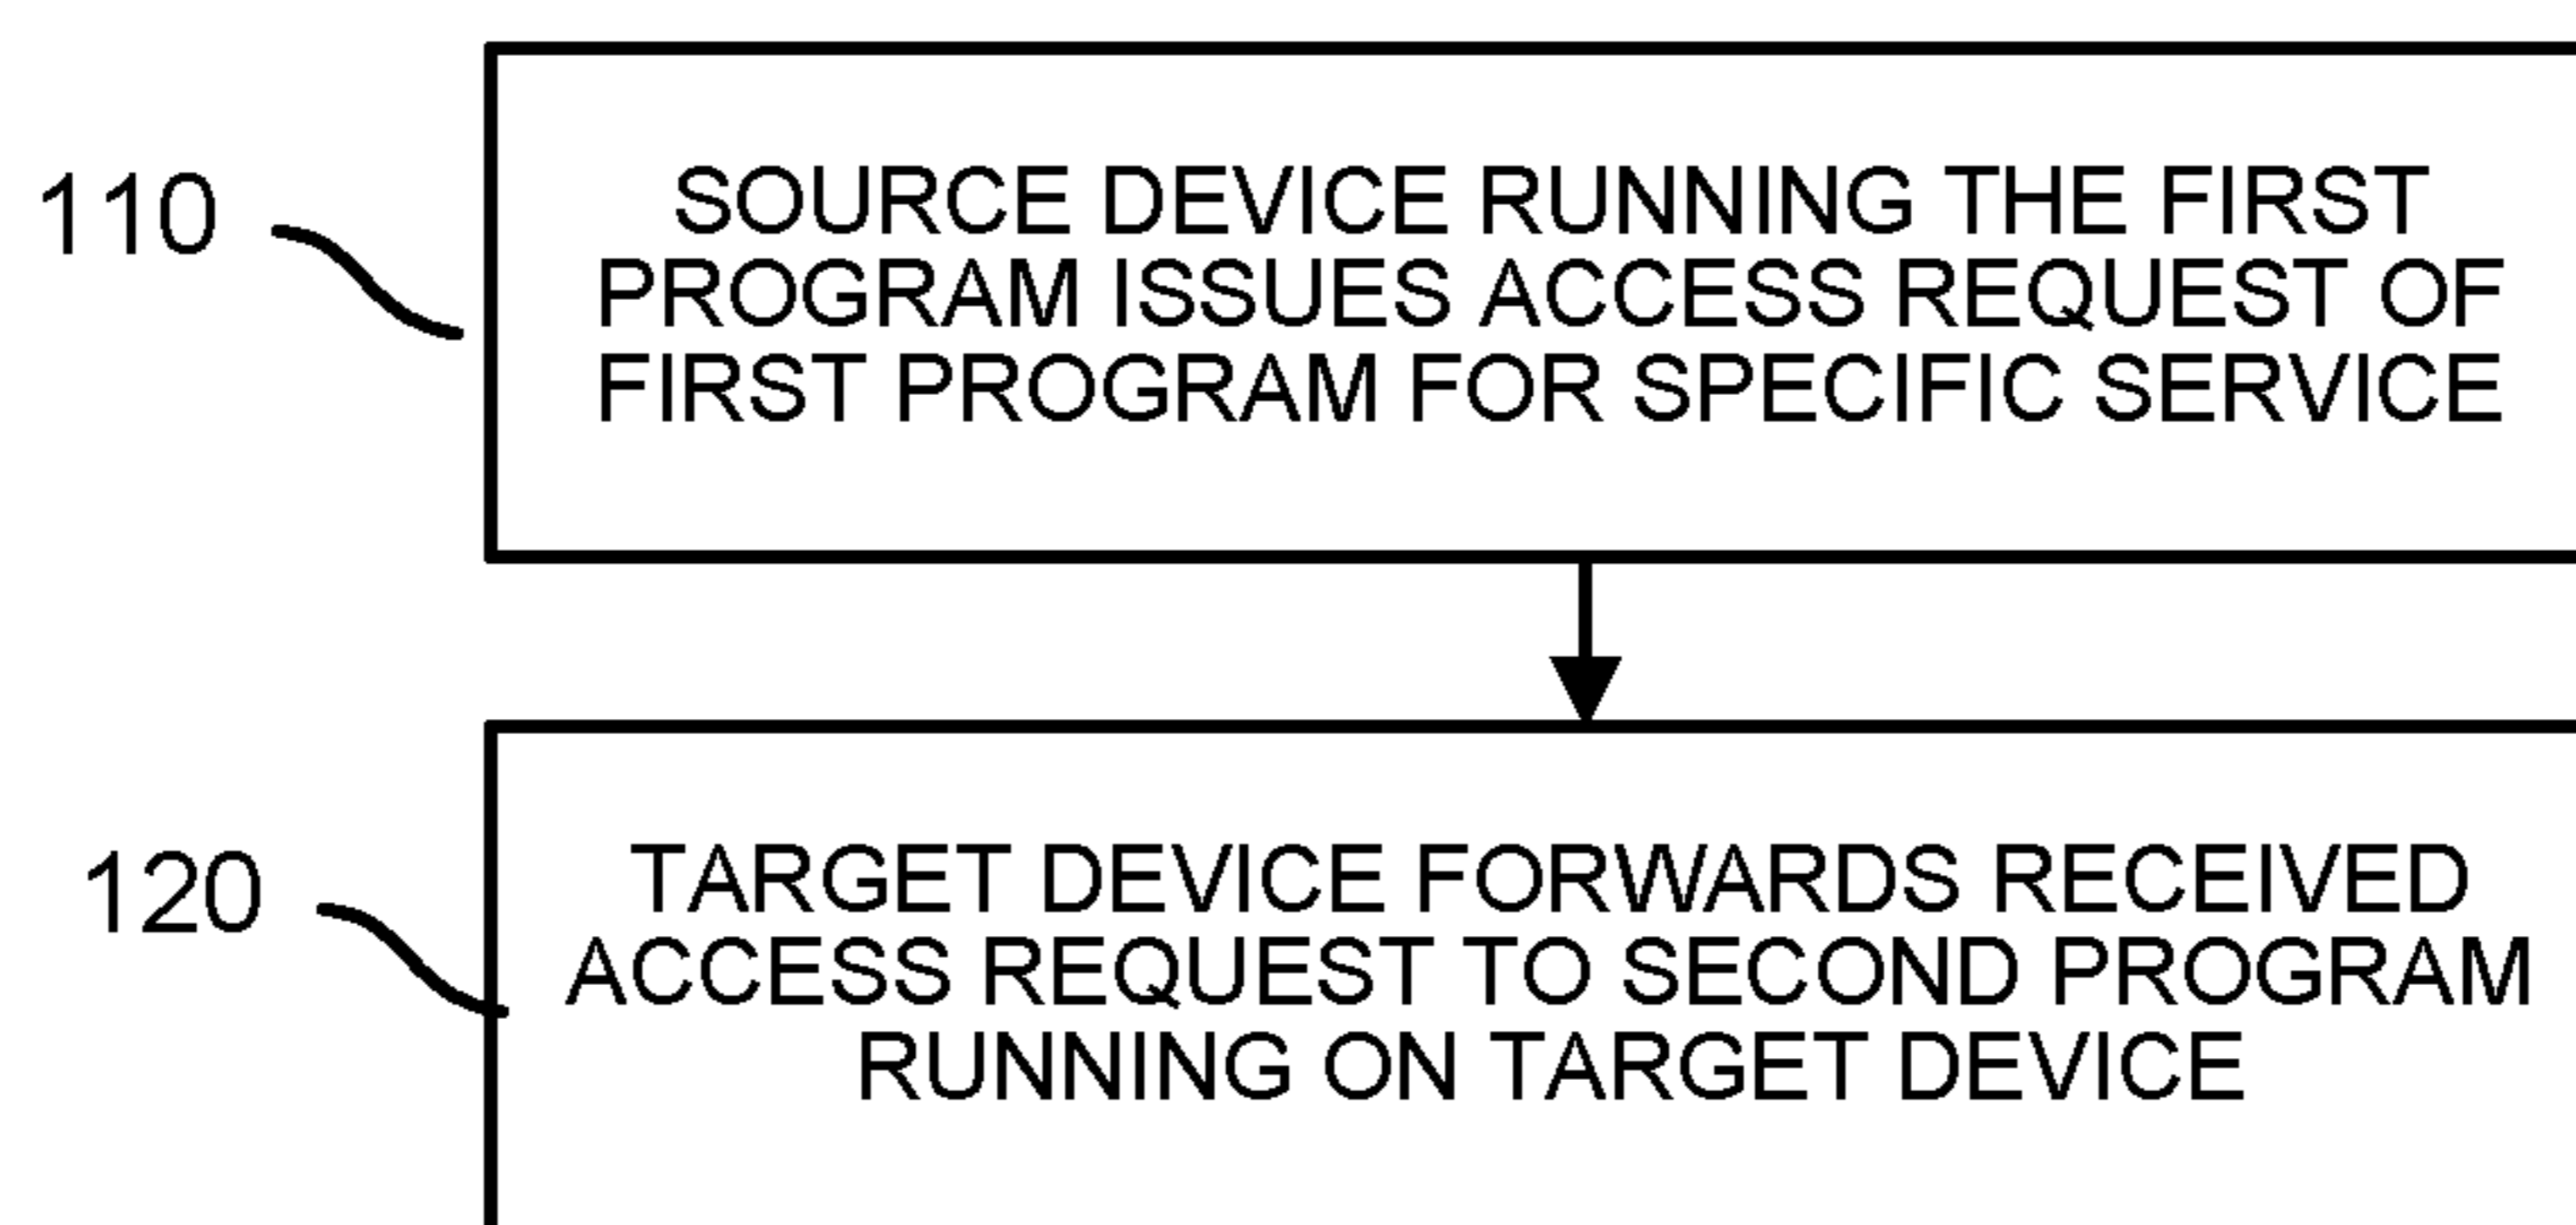 110
SOURCE DEVICE RUNNING THE FIRST
PROGRAM ISSUES ACCESS REQUEST OF
FIRST PROGRAM FOR SPECIFIC SERVICE
120
TARGET DEVICE FORWARDS RECEIVED
ACCESS REQUEST TO SECOND PROGRAM
RUNNING ON TARGET DEVICE